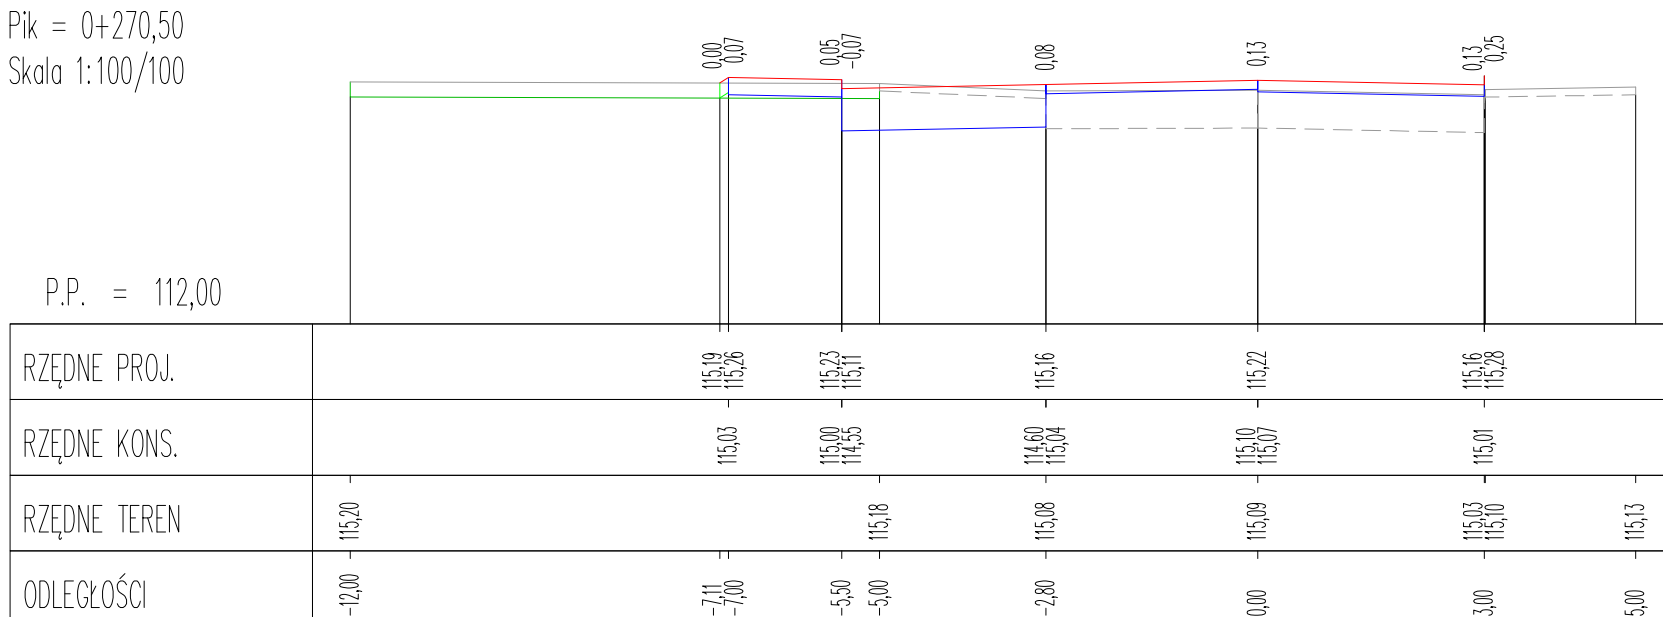 Pik = 0+270,50
Skala 1:100/100
0,00 0,07 0,05 -0,07 0,08 0,13 0,13 0,25
P.P. = 112,00
RZĘDNE PROJ. 115,19 115,26 115,23 115,11 115,16 115,22 115,16 115,28
RZĘDNE KONS. 115,03 115,00 114,55 114,60 115,04 115,10 115,07 115,01
RZĘDNE TEREN 115,20 115,18 115,08 115,09 115,03 115,10 115,13
ODLEGŁOŚCI -12,00 -7,11 -7,00 -5,50 -5,00 -2,80 0,00 3,00 5,00